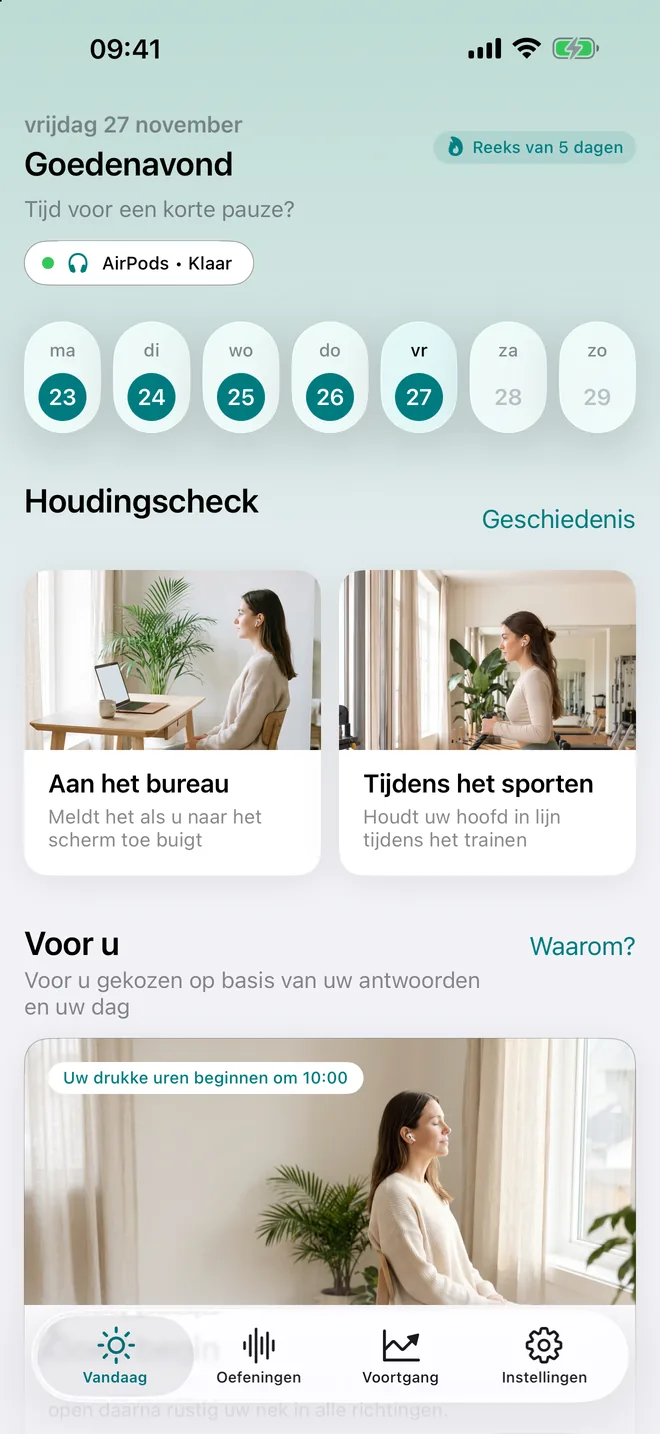 09:41
vrijdag 27 november
Goedenavond
Reeks van 5 dagen
Tijd voor een korte pauze?
AirPods • Klaar
ma di wo do vr za zo
23 24 25 26 27 28 29
Houdingscheck
Geschiedenis
Aan het bureau
Meldt het als u naar het
scherm toe buigt
Tijdens het sporten
Houdt uw hoofd in lijn
tijdens het trainen
Voor u
Waarom?
Voor u gekozen op basis van uw antwoorden
en uw dag
Uw drukke uren beginnen om 10:00
Vandaag
Oefeningen
Voortgang
Instellingen
open daarna rustig uw nek in alle richtingen.